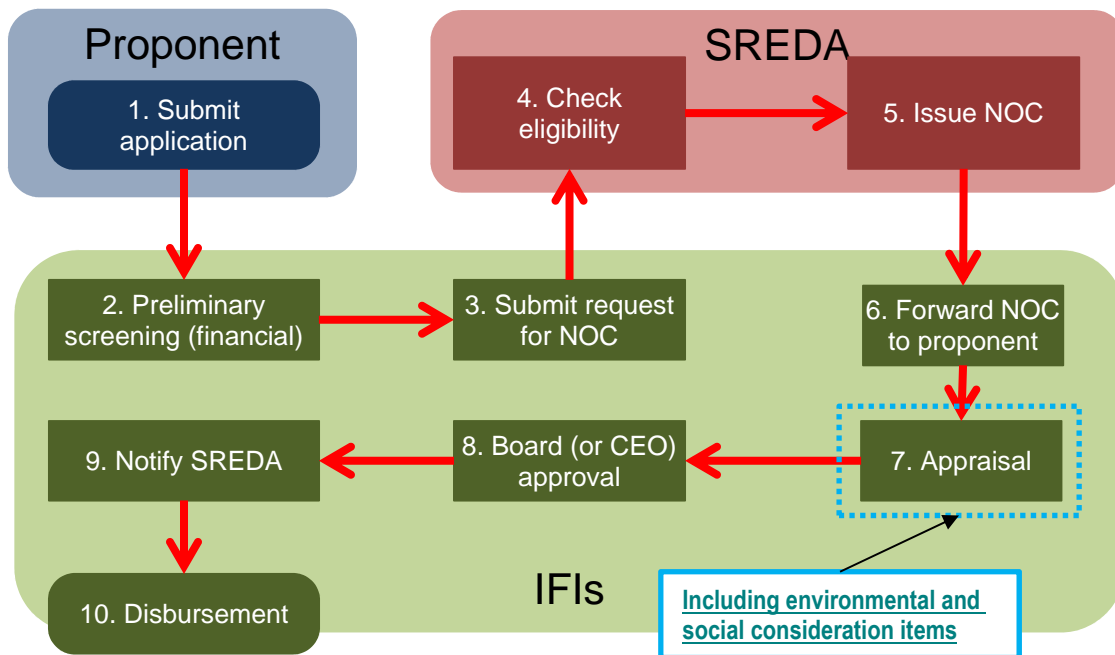 Proponent
SREDA
1. Submit
application
4. Check
eligibility
5. Issue NOC
2. Preliminary
screening (financial)
3. Submit request
for NOC
6. Forward NOC
to proponent
9. Notify SREDA
8. Board (or CEO)
approval
7. Appraisal
10. Disbursement
IFIs
Including environmental and
social consideration items